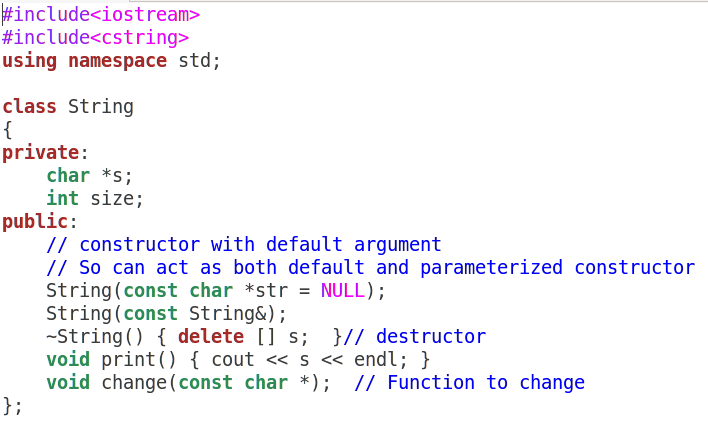 #include<iostream>
#include<cstring>
using namespace std;

class String
{
private:
    char *s;
    int size;
public:
    // constructor with default argument
    // So can act as both default and parameterized constructor
    String(const char *str = NULL);
    String(const String&);
    ~String() { delete [] s;  }// destructor
    void print() { cout << s << endl; }
    void change(const char *);  // Function to change
};